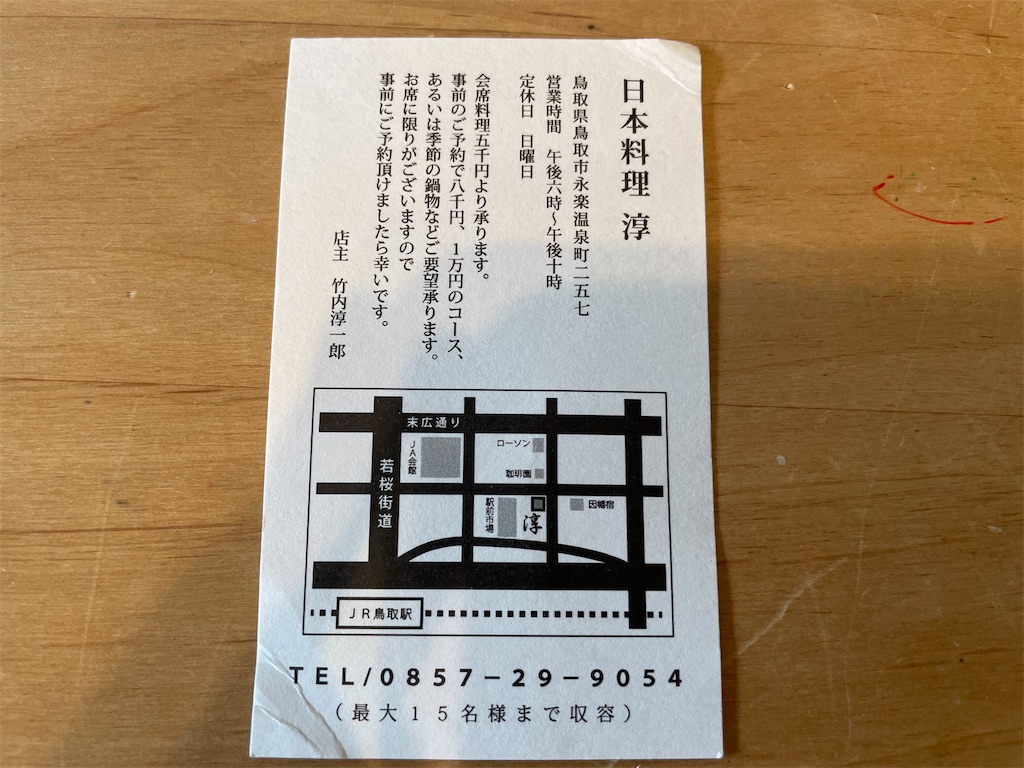 日本料理 淳
鳥取県鳥取市永楽温泉町二五七
営業時間 午後六時〜午後十時
定休日 日曜日
会席料理五千円より承ります。
事前のご予約で八千円、1万円のコース、
あるいは季節の鍋物などご要望承ります。
お席に限りがございますので
事前にご予約頂けましたら幸いです。
店主 竹内淳一郎
末広通り
若桜街道
JA会館
ローソン
珈琲園
駅前市場
淳
因幡宿
JR鳥取駅
TEL/0857−29−9054
（最大15名様まで収容）